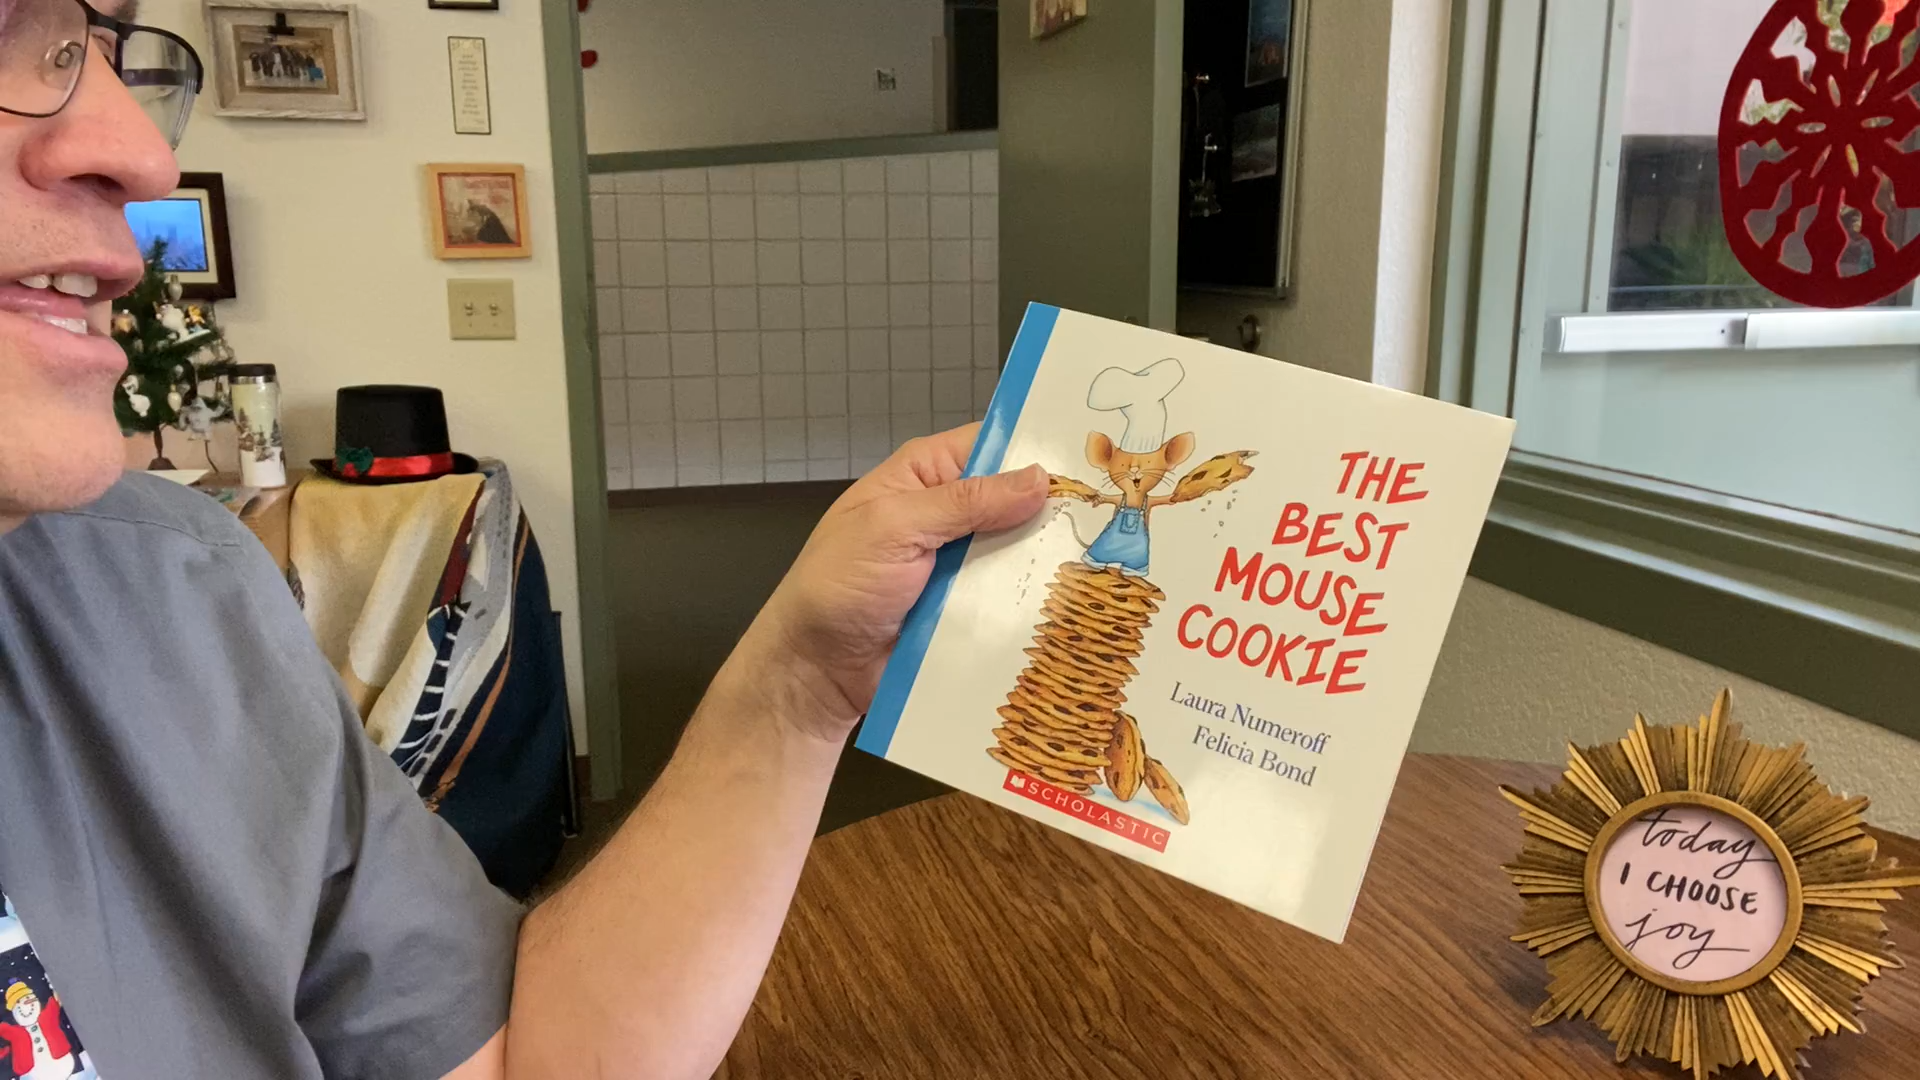 THE
BEST
MOUSE
COOKIE
Laura Numeroff
Felicia Bond
SCHOLASTIC
today
I CHOOSE
joy